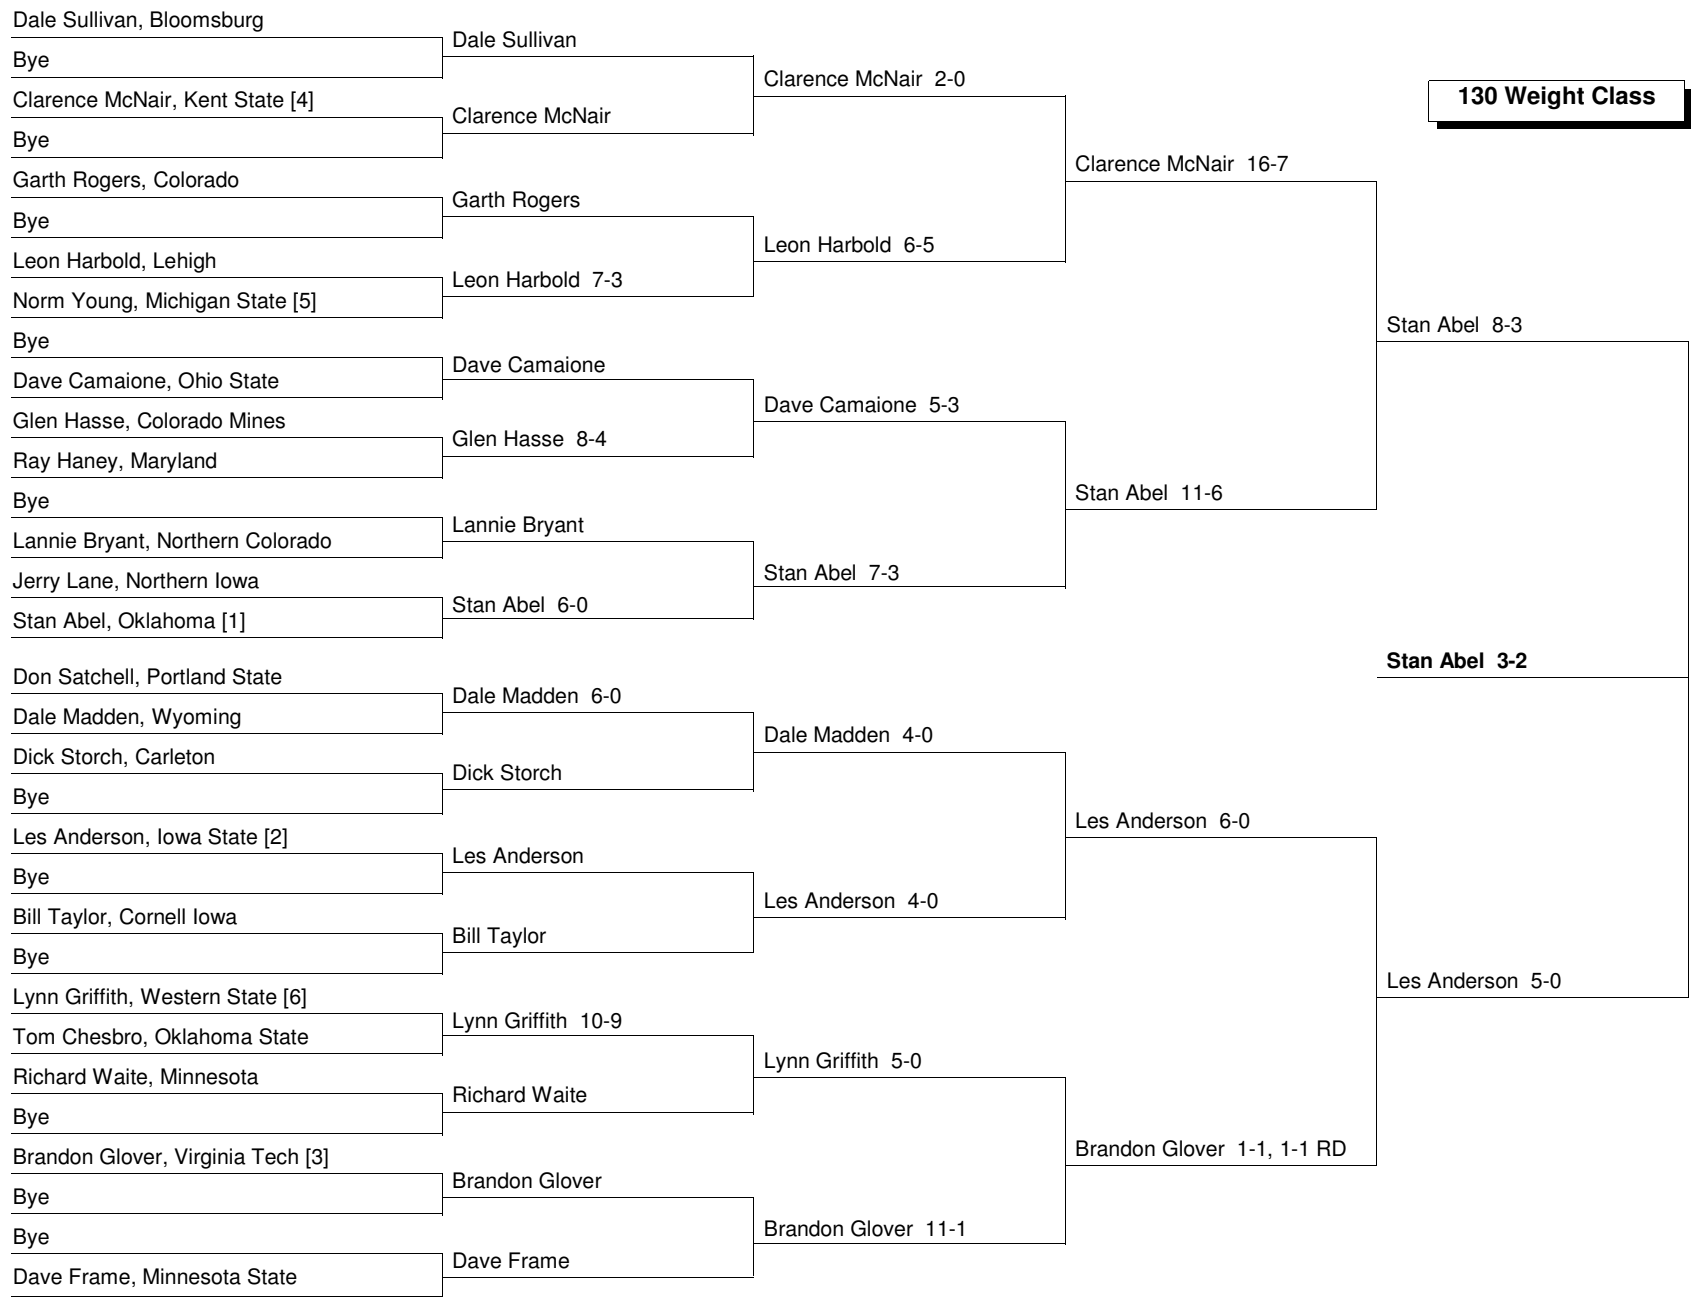 Dale Sullivan, Bloomsburg
Bye
Clarence McNair, Kent State [4]
Bye
Garth Rogers, Colorado
Bye
Leon Harbold, Lehigh
Norm Young, Michigan State [5]
Bye
Dave Camaione, Ohio State
Glen Hasse, Colorado Mines
Ray Haney, Maryland
Bye
Lannie Bryant, Northern Colorado
Jerry Lane, Northern Iowa
Stan Abel, Oklahoma [1]
Don Satchell, Portland State
Dale Madden, Wyoming
Dick Storch, Carleton
Bye
Les Anderson, Iowa State [2]
Bye
Bill Taylor, Cornell Iowa
Bye
Lynn Griffith, Western State [6]
Tom Chesbro, Oklahoma State
Richard Waite, Minnesota
Bye
Brandon Glover, Virginia Tech [3]
Bye
Bye
Dave Frame, Minnesota State
Dale Sullivan
Clarence McNair
Garth Rogers
Leon Harbold 7-3
Dave Camaione
Glen Hasse 8-4
Lannie Bryant
Stan Abel 6-0
Dale Madden 6-0
Dick Storch
Les Anderson
Bill Taylor
Lynn Griffith 10-9
Richard Waite
Brandon Glover
Dave Frame
Clarence McNair 2-0
Leon Harbold 6-5
Dave Camaione 5-3
Stan Abel 7-3
Dale Madden 4-0
Les Anderson 4-0
Lynn Griffith 5-0
Brandon Glover 11-1
Clarence McNair 16-7
Stan Abel 11-6
Les Anderson 6-0
Brandon Glover 1-1, 1-1 RD
130 Weight Class
Stan Abel 8-3
Stan Abel 3-2
Les Anderson 5-0